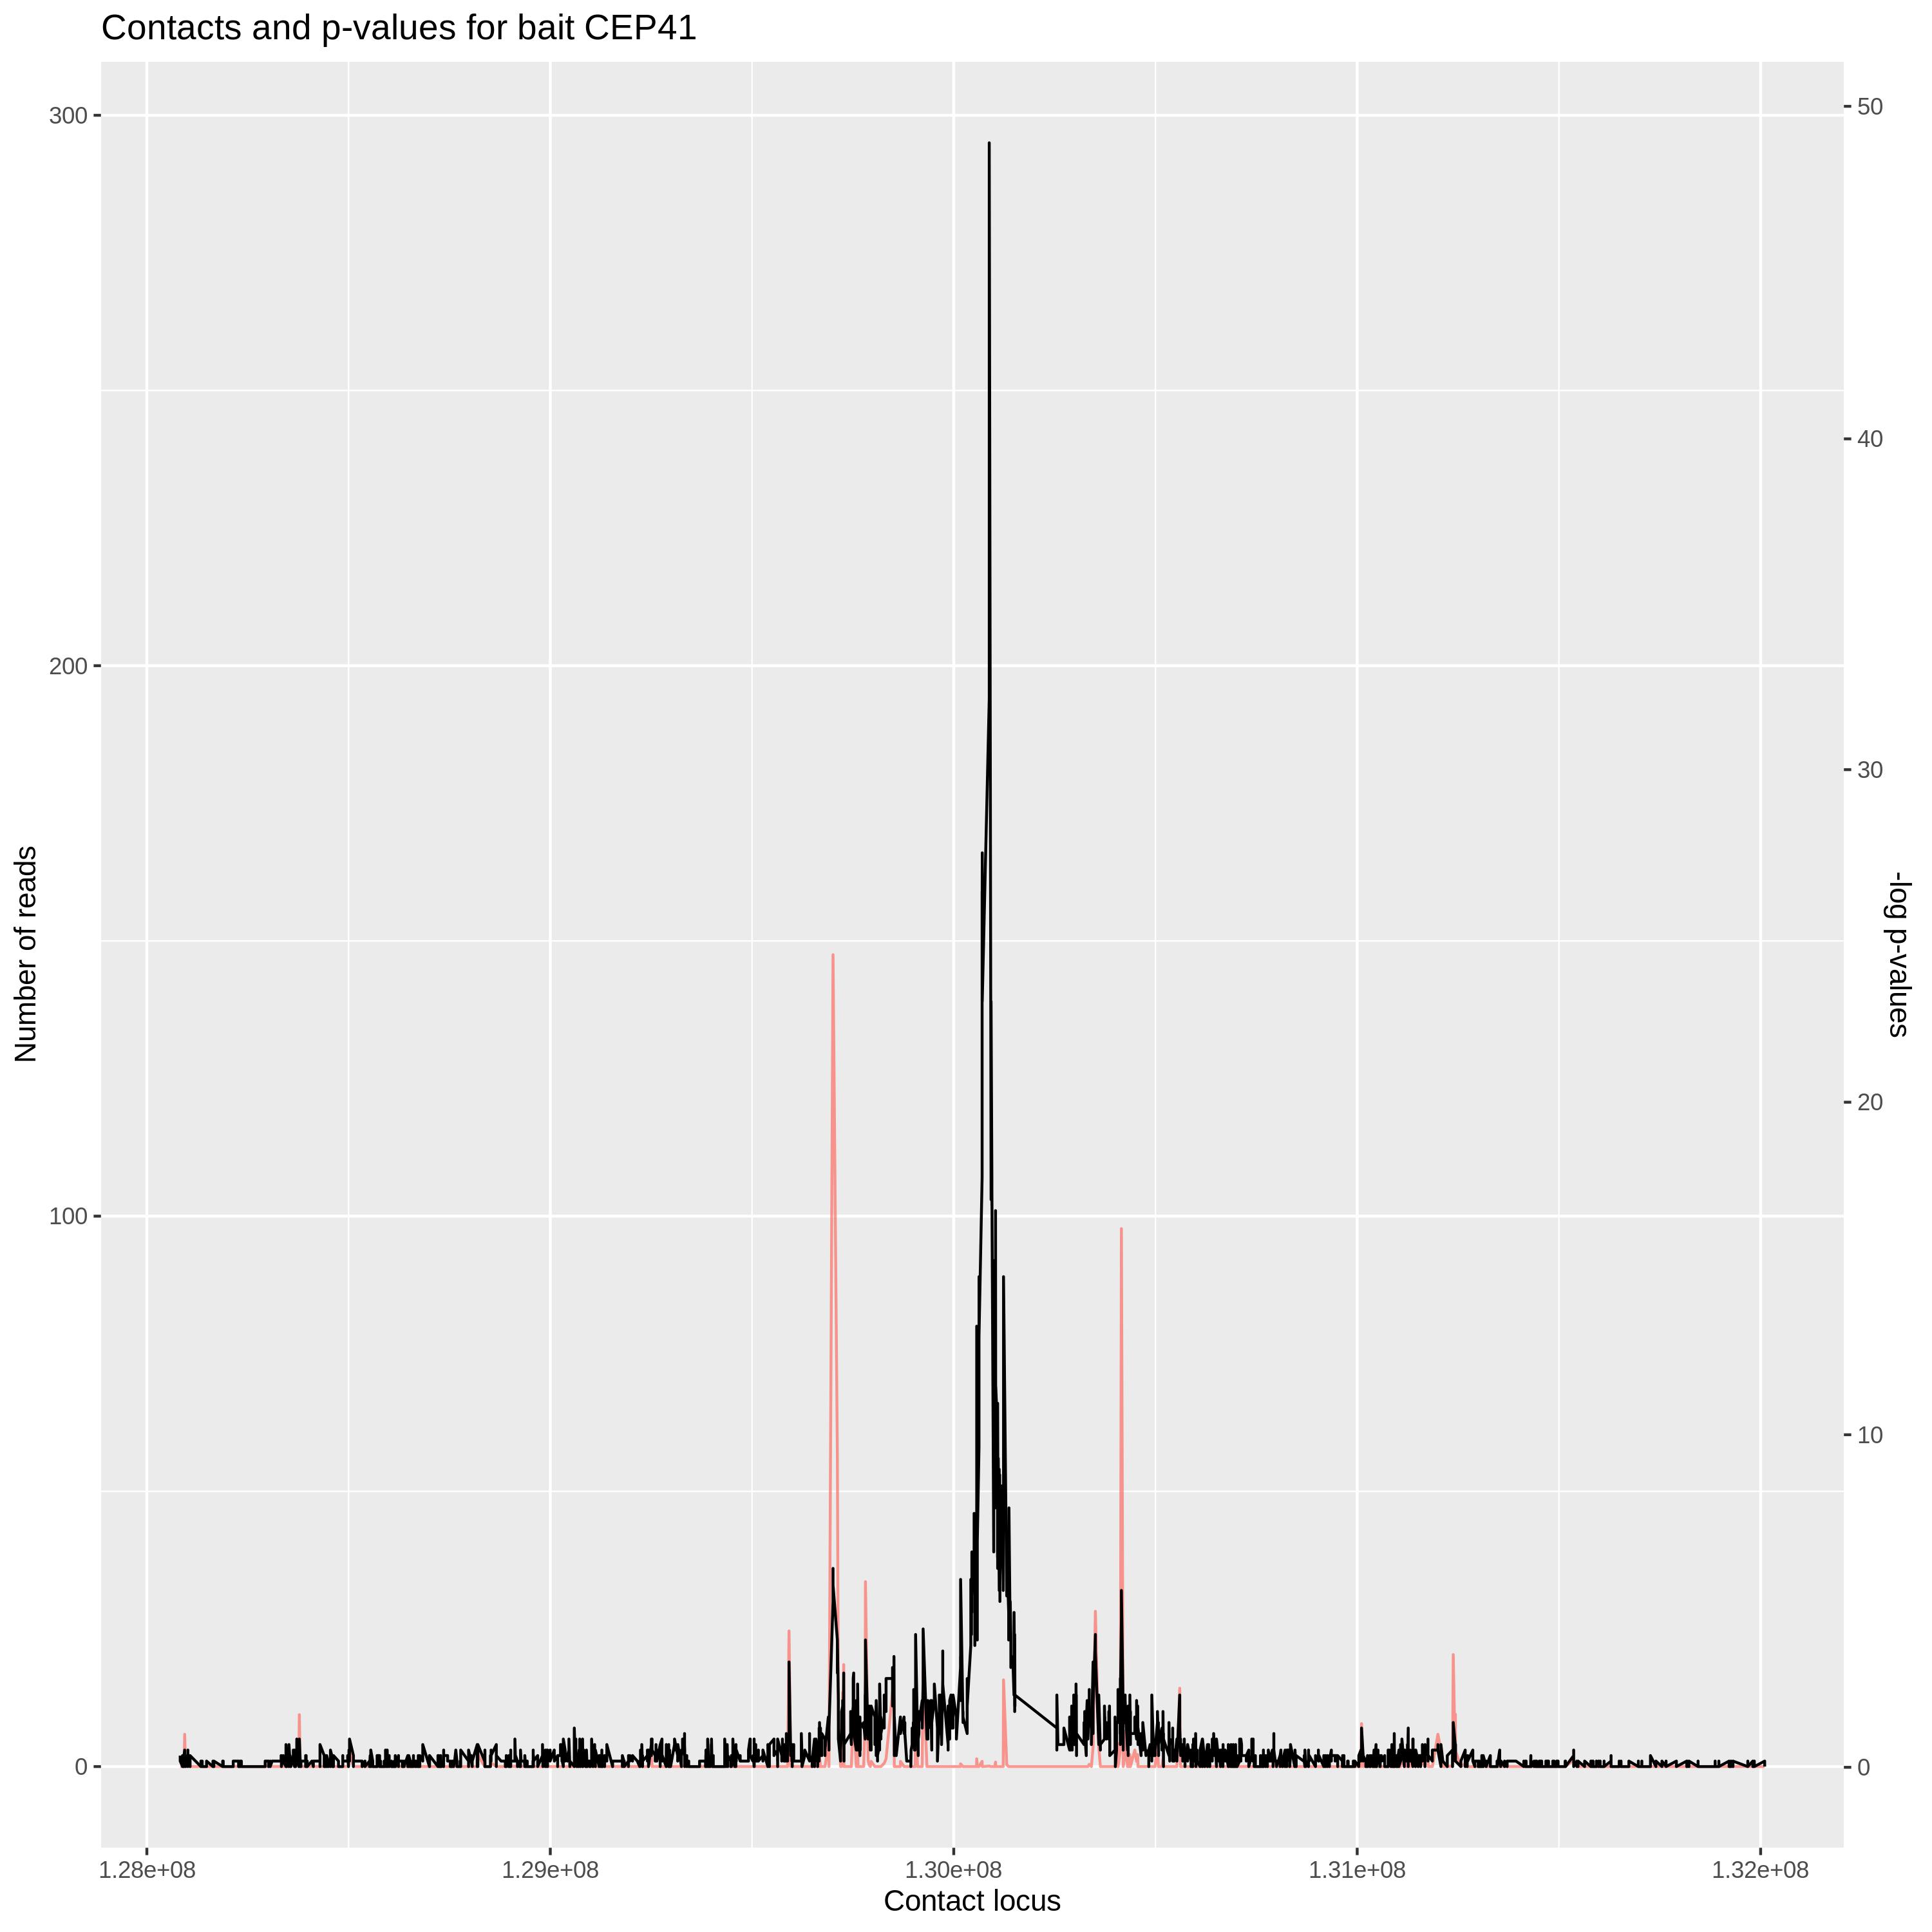 Contacts and p-values for bait CEP41
300
200
100
0
50
40
30
20
10
0
Number of reads
-log p-values
1.28e+08 1.29e+08 1.30e+08 1.31e+08 1.32e+08
Contact locus